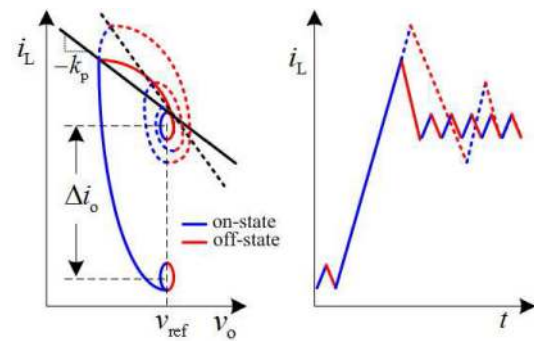 i_L
−k_p
Δi_o
on-state
off-state
v_ref
v_o
i_L
t